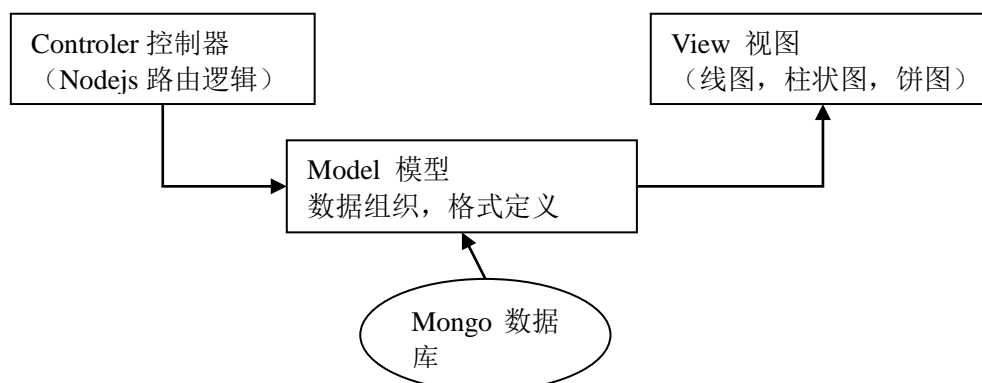 Controler 控制器
（Nodejs 路由逻辑）
View 视图
（线图，柱状图，饼图）
Model 模型
数据组织，格式定义
Mongo 数据
库